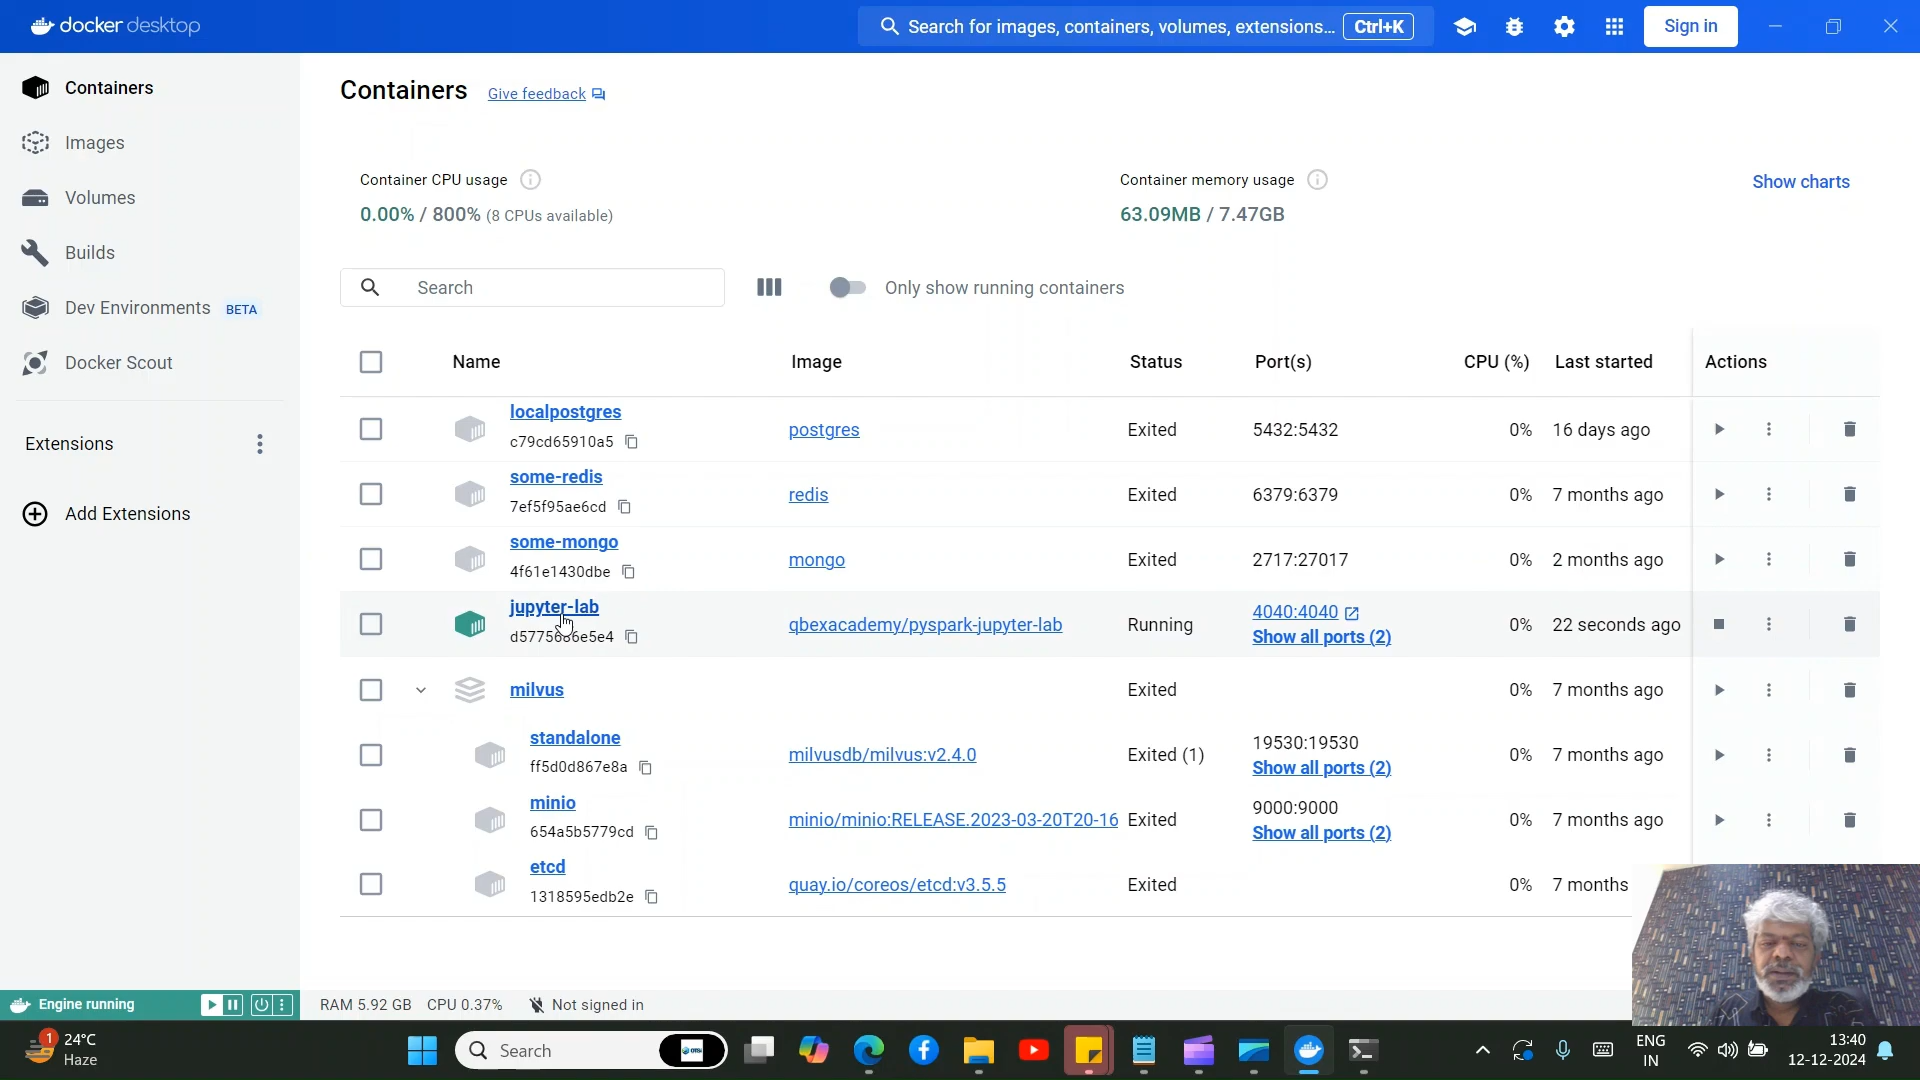 docker desktop
Search for images, containers, volumes, extensions... Ctrl+K
Sign in
Containers
Images
Volumes
Builds
Dev Environments BETA
Docker Scout
Extensions
Add Extensions
Containers Give feedback
Container CPU usage
0.00% / 800% (8 CPUs available)
Container memory usage
63.09MB / 7.47GB
Show charts
Search
Only show running containers
Name Image Status Port(s) CPU (%) Last started Actions
localpostgres
c79cd65910a5
postgres Exited 5432:5432 0% 16 days ago
some-redis
7ef5f95ae6cd
redis Exited 6379:6379 0% 7 months ago
some-mongo
4f61e1430dbe
mongo Exited 2717:27017 0% 2 months ago
jupyter-lab
qbexacademy/pyspark-jupyter-lab Running 4040:4040 0% 22 seconds ago
Show all ports (2)
milvus Exited 0% 7 months ago
standalone
ff5d0d867e8a
milvusdb/milvus:v2.4.0 Exited (1) 19530:19530 0% 7 months ago
Show all ports (2)
minio
654a5b5779cd
minio/minio:RELEASE.2023-03-20T20-16 Exited 9000:9000 0% 7 months ago
Show all ports (2)
etcd
1318595edb2e
quay.io/coreos/etcd:v3.5.5 Exited 0% 7 months
Engine running
RAM 5.92 GB CPU 0.37% Not signed in
1
24°C
Haze
Search
ENG
IN
13:40
12-12-2024